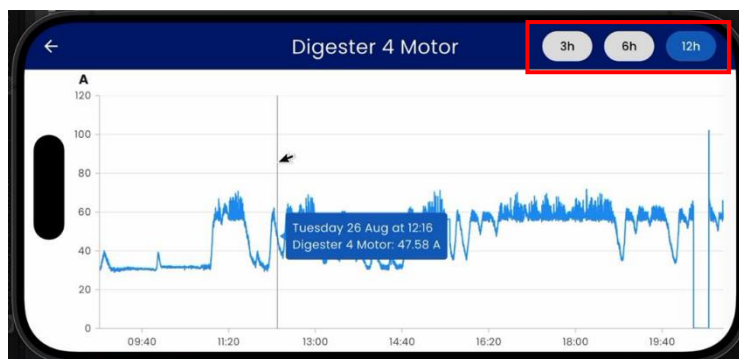 Digester 4 Motor
3h
6h
12h
A
120
100
80
60
40
20
0
Tuesday 26 Aug at 12:16
Digester 4 Motor: 47.58 A
09:40
11:20
13:00
14:40
16:20
18:00
19:40